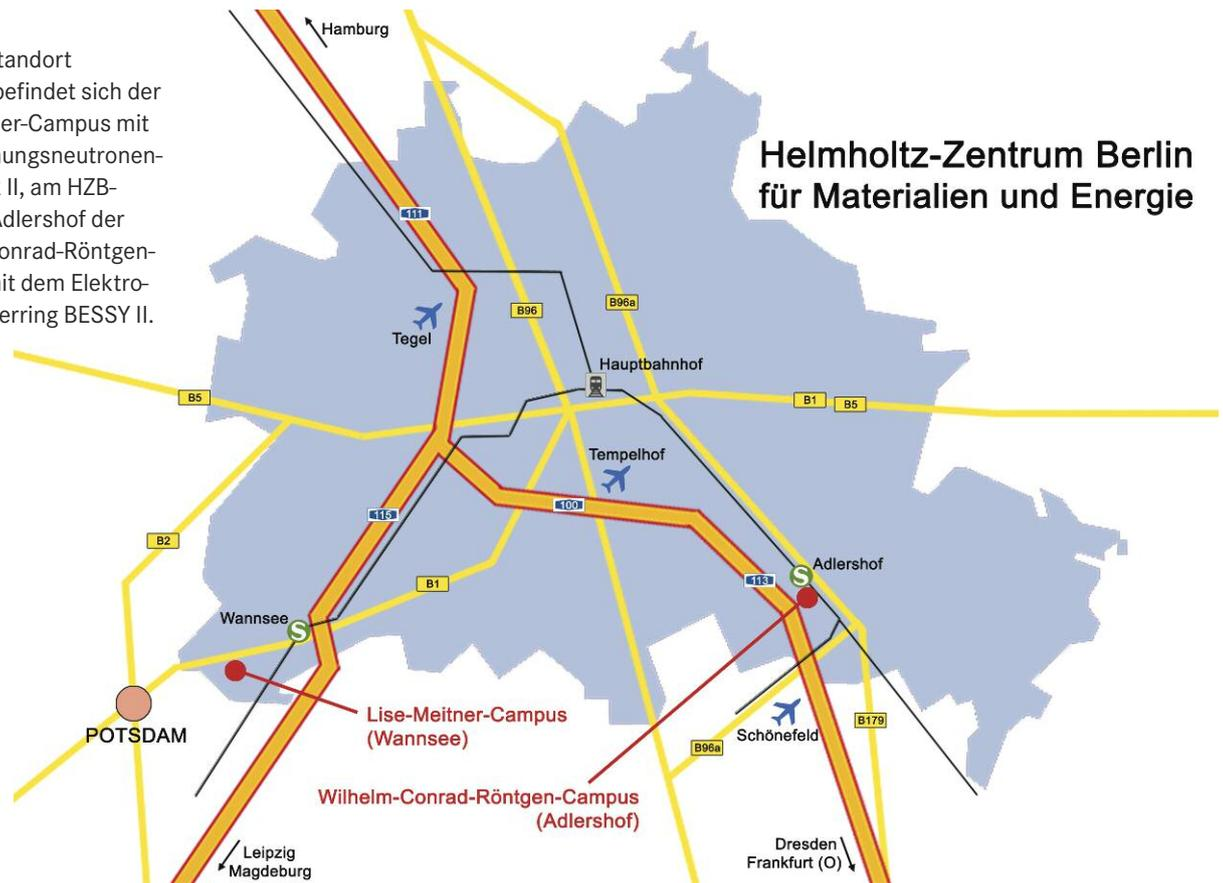 tandort
befindet sich der
er-Campus mit
ungsneutronen-
II, am HZB-
Adlershof der
onrad-Röntgen-
it dem Elektro-
erring BESSY II.
Hamburg
Helmholtz-Zentrum Berlin
für Materialien und Energie
111
B96
B96a
Tegel
Hauptbahnhof
B5
B1
B5
Tempelhof
115
100
B2
B1
113
S
Adlershof
Wannsee
S
POTSDAM
Lise-Meitner-Campus
(Wannsee)
B179
Schönefeld
B96a
Wilhelm-Conrad-Röntgen-Campus
(Adlershof)
Leipzig
Magdeburg
Dresden
Frankfurt (O)